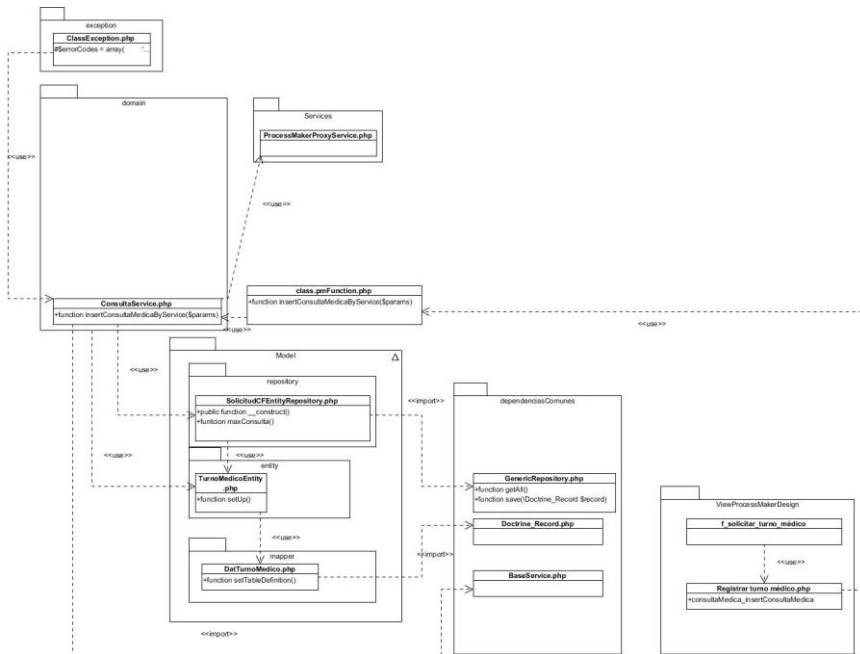 exception
ClassException.php
#$errorCodes = array( "...
domain
Services
ProcessMakerProxyService.php
<<use>>
<<use>>
ConsultaService.php
+function insertConsultaMedicaByService($params)
class.pmFunction.php
+function insertConsultaMedicaByService($params)
<<use>>
<<use>>
Model
<<use>>
repository
SolicitudCFEntityRepository.php
+public function __construct()
+funtcion maxConsulta()
<<import>>
dependenciasComunes
<<use>>
<<use>>
entity
TurnoMedicoEntity
.php
+function setUp()
GenericRepository.php
+function getAll()
+function save(\Doctrine_Record $record)
ViewProcessMakerDesign
f_solicitar_turno_médico
Doctrine_Record.php
<<use>>
mapper
<<import>>
<<use>>
DatTurnoMedico.php
+function setTableDefinition()
BaseService.php
Registrar turno médico.php
+consultaMedica_insertConsultaMedica
<<import>>